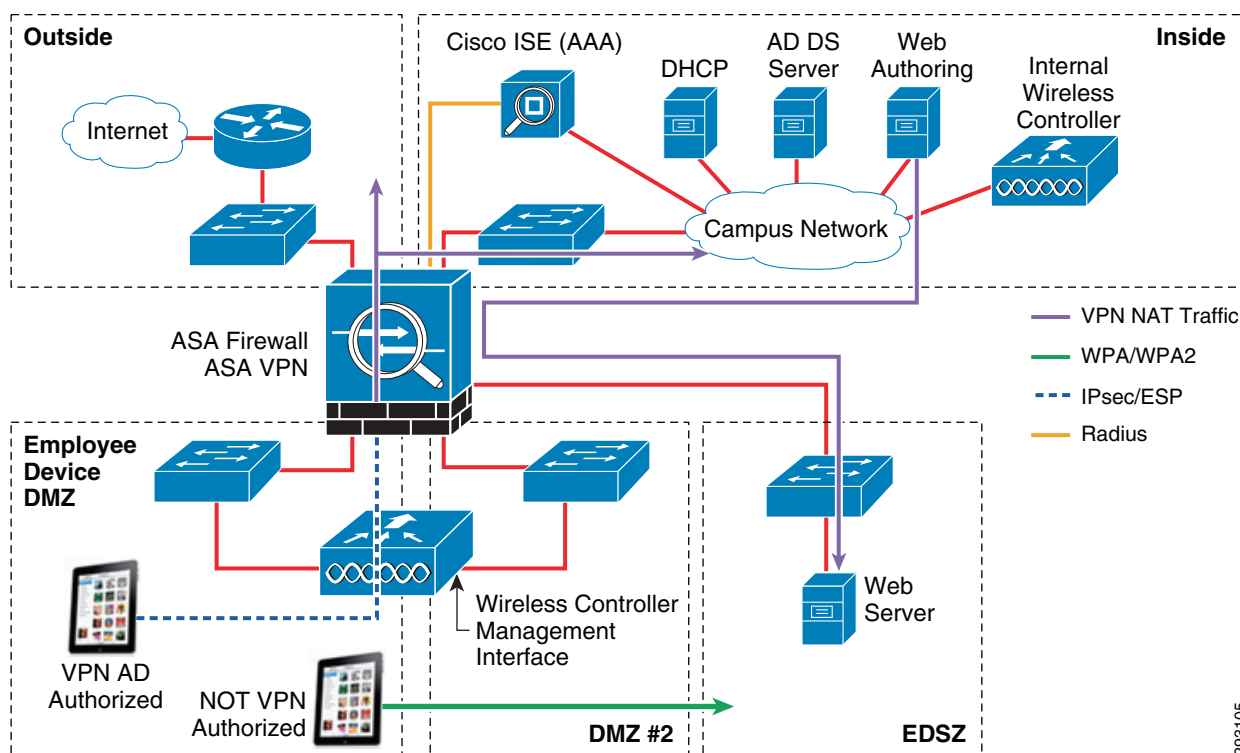 Outside
Inside
Cisco ISE (AAA)
DHCP
AD DS
Server
Web
Authoring
Internal
Wireless
Controller
Internet
Campus Network
ASA Firewall
ASA VPN
VPN NAT Traffic
WPA/WPA2
IPsec/ESP
Radius
Employee
Device
DMZ
VPN AD
Authorized
NOT VPN
Authorized
Wireless Controller
Management
Interface
Web
Server
DMZ #2
EDSZ
293105